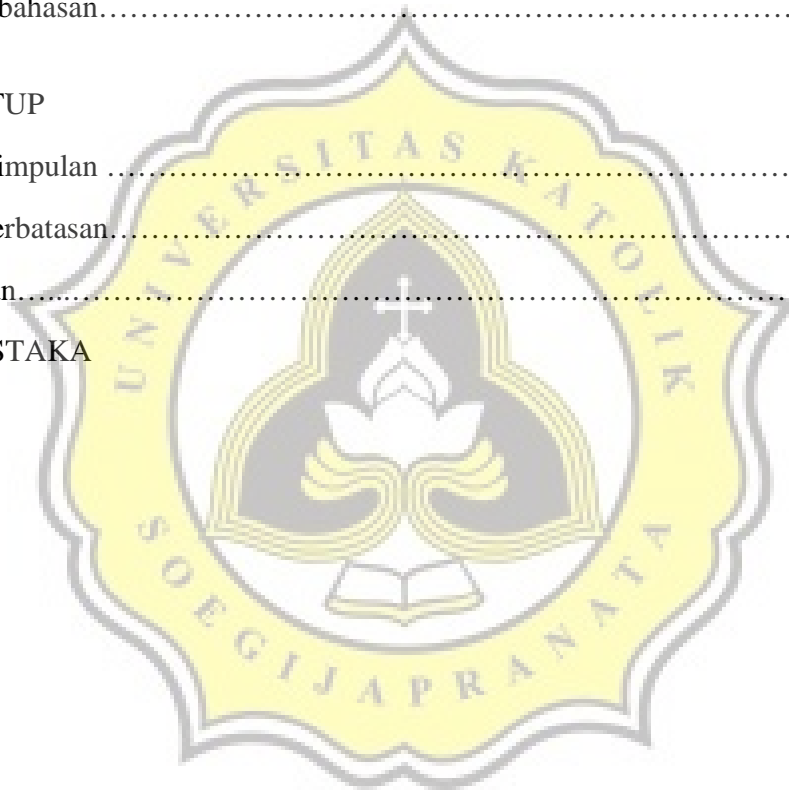 bahasan……………………………………………………………
TUP
impulan ……………………………………………………………
erbatasan……………………………………………………………
n……………………………………………………………
STAKA
UNIVERSITAS KATOLIK
SOEGIJAPRANATA